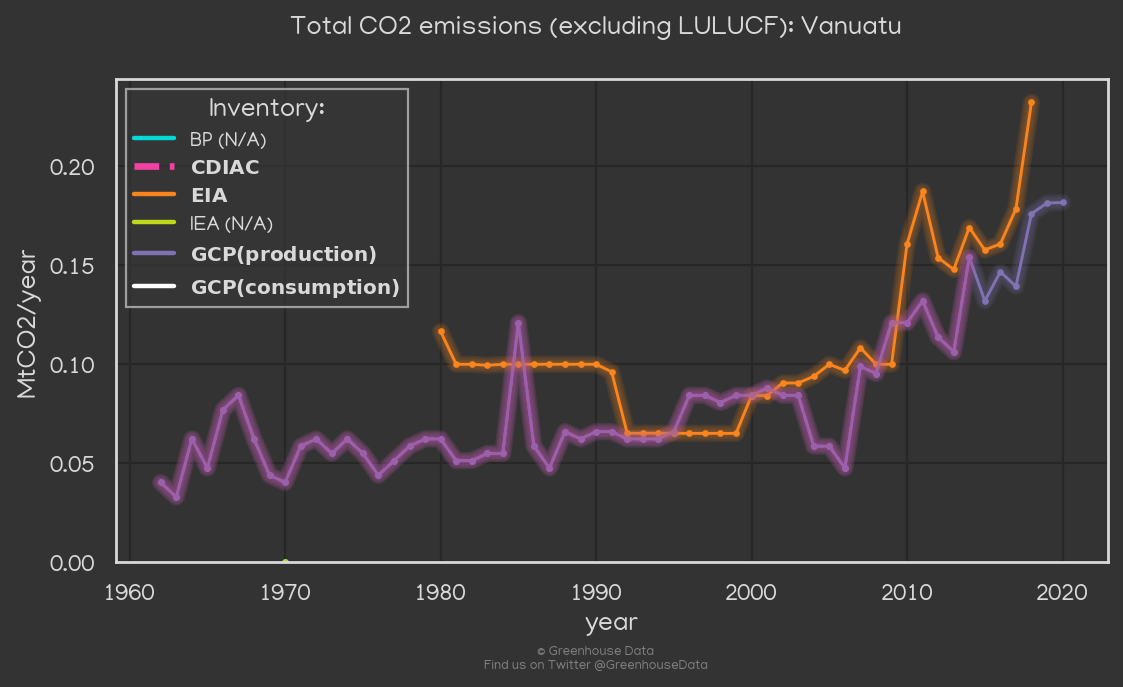 Total CO2 emissions (excluding LULUCF): Vanuatu
Inventory:
BP (N/A)
CDIAC
EIA
IEA (N/A)
GCP(production)
GCP(consumption)
MtCO2/year
0.20
0.15
0.10
0.05
0.00
1960 1970 1980 1990 2000 2010 2020
year
© Greenhouse Data
Find us on Twitter @GreenhouseData